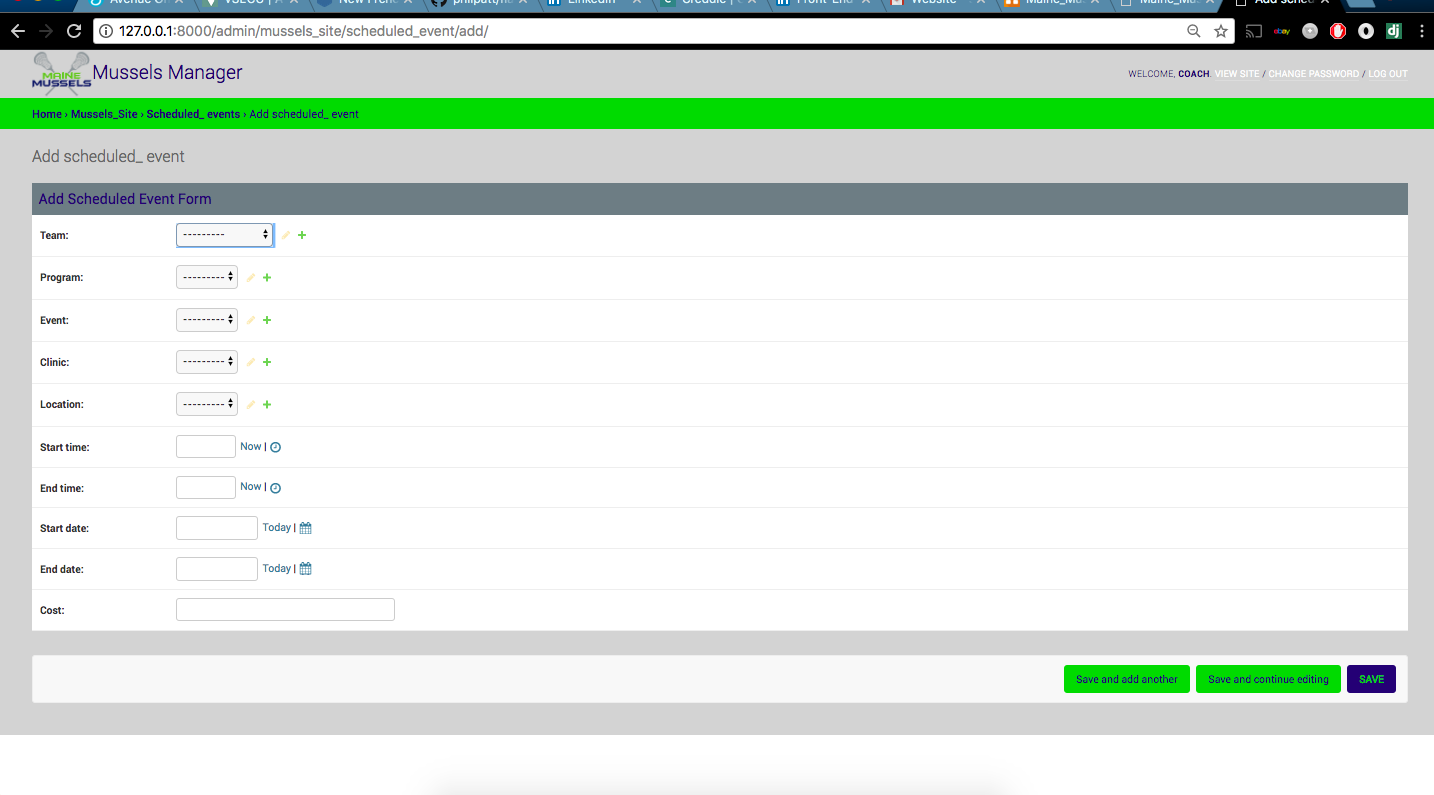 127.0.0.1:8000/admin/mussels_site/scheduled_event/add/
ebay
dj
MAINE
MUSSELS
Mussels Manager
WELCOME, COACH. VIEW SITE / CHANGE PASSWORD / LOG OUT
Home › Mussels_Site › Scheduled_ events › Add scheduled_ event
Add scheduled_ event
Add Scheduled Event Form
Team: ---------
Program: ---------
Event: ---------
Clinic: ---------
Location: ---------
Start time: Now |
End time: Now |
Start date: Today |
End date: Today |
Cost:
Save and add another Save and continue editing SAVE